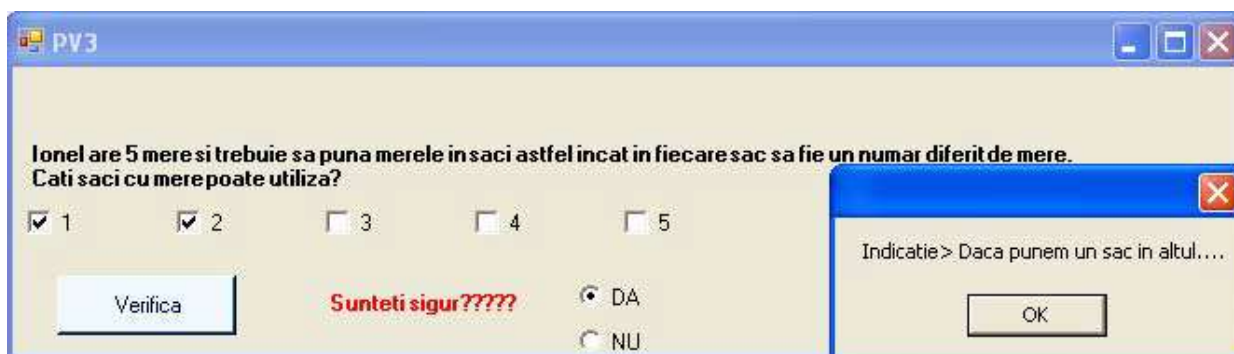 PV3
Ionel are 5 mere si trebuie sa puna merele in saci astfel incat in fiecare sac sa fie un numar diferit de mere.
Cati saci cu mere poate utiliza?
1 2 3 4 5
Indicatie> Daca punem un sac in altul....
OK
Verifica
Sunteti sigur?????
DA
NU